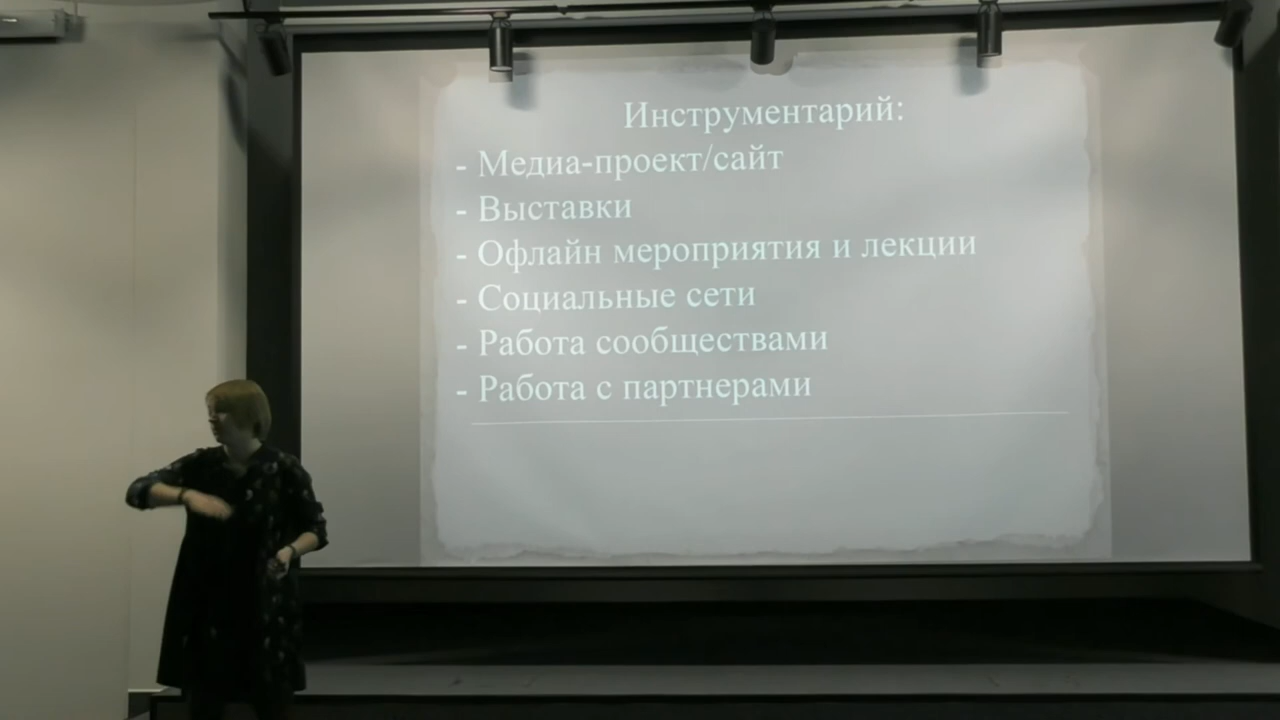 Инструментарий:
- Медиа-проект/сайт
- Выставки
- Офлайн мероприятия и лекции
- Социальные сети
- Работа сообществами
- Работа с партнерами